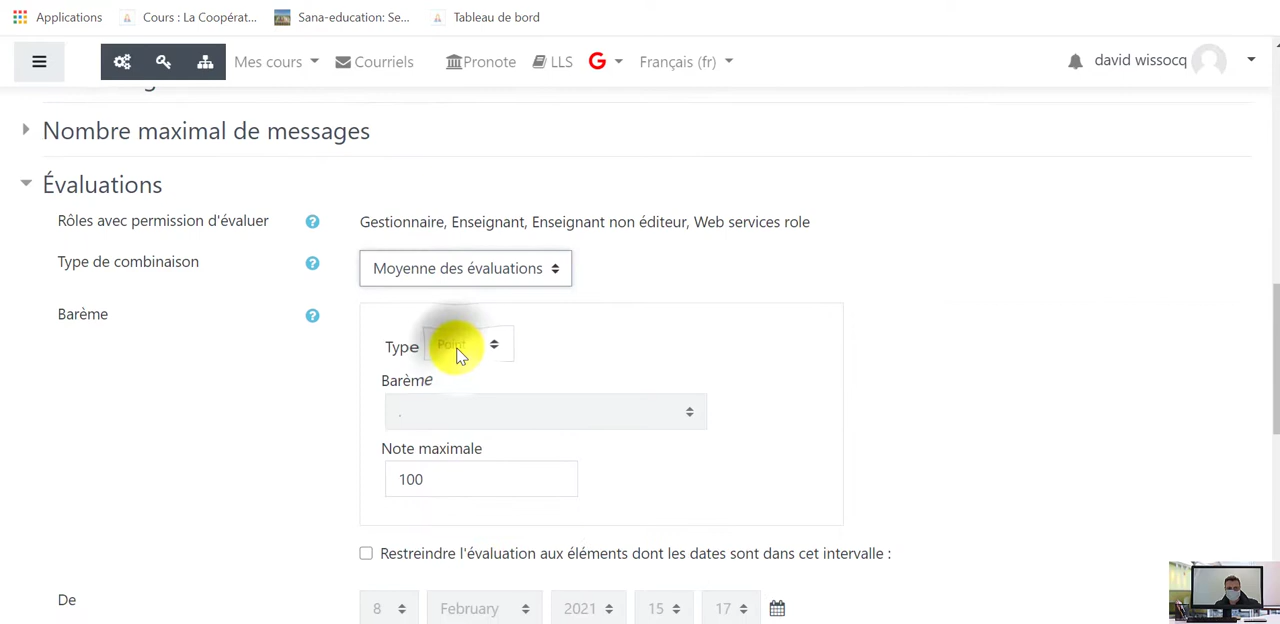 Applications Cours : La Coopérat... Sana-education: Se... Tableau de bord
Mes cours Courriels Pronote LLS Français (fr) david wissocq
Nombre maximal de messages
Évaluations
Rôles avec permission d'évaluer Gestionnaire, Enseignant, Enseignant non éditeur, Web services role
Type de combinaison Moyenne des évaluations
Barème
Type Point
Barème
.
Note maximale
100
Restreindre l'évaluation aux éléments dont les dates sont dans cet intervalle :
De 8 February 2021 15 17